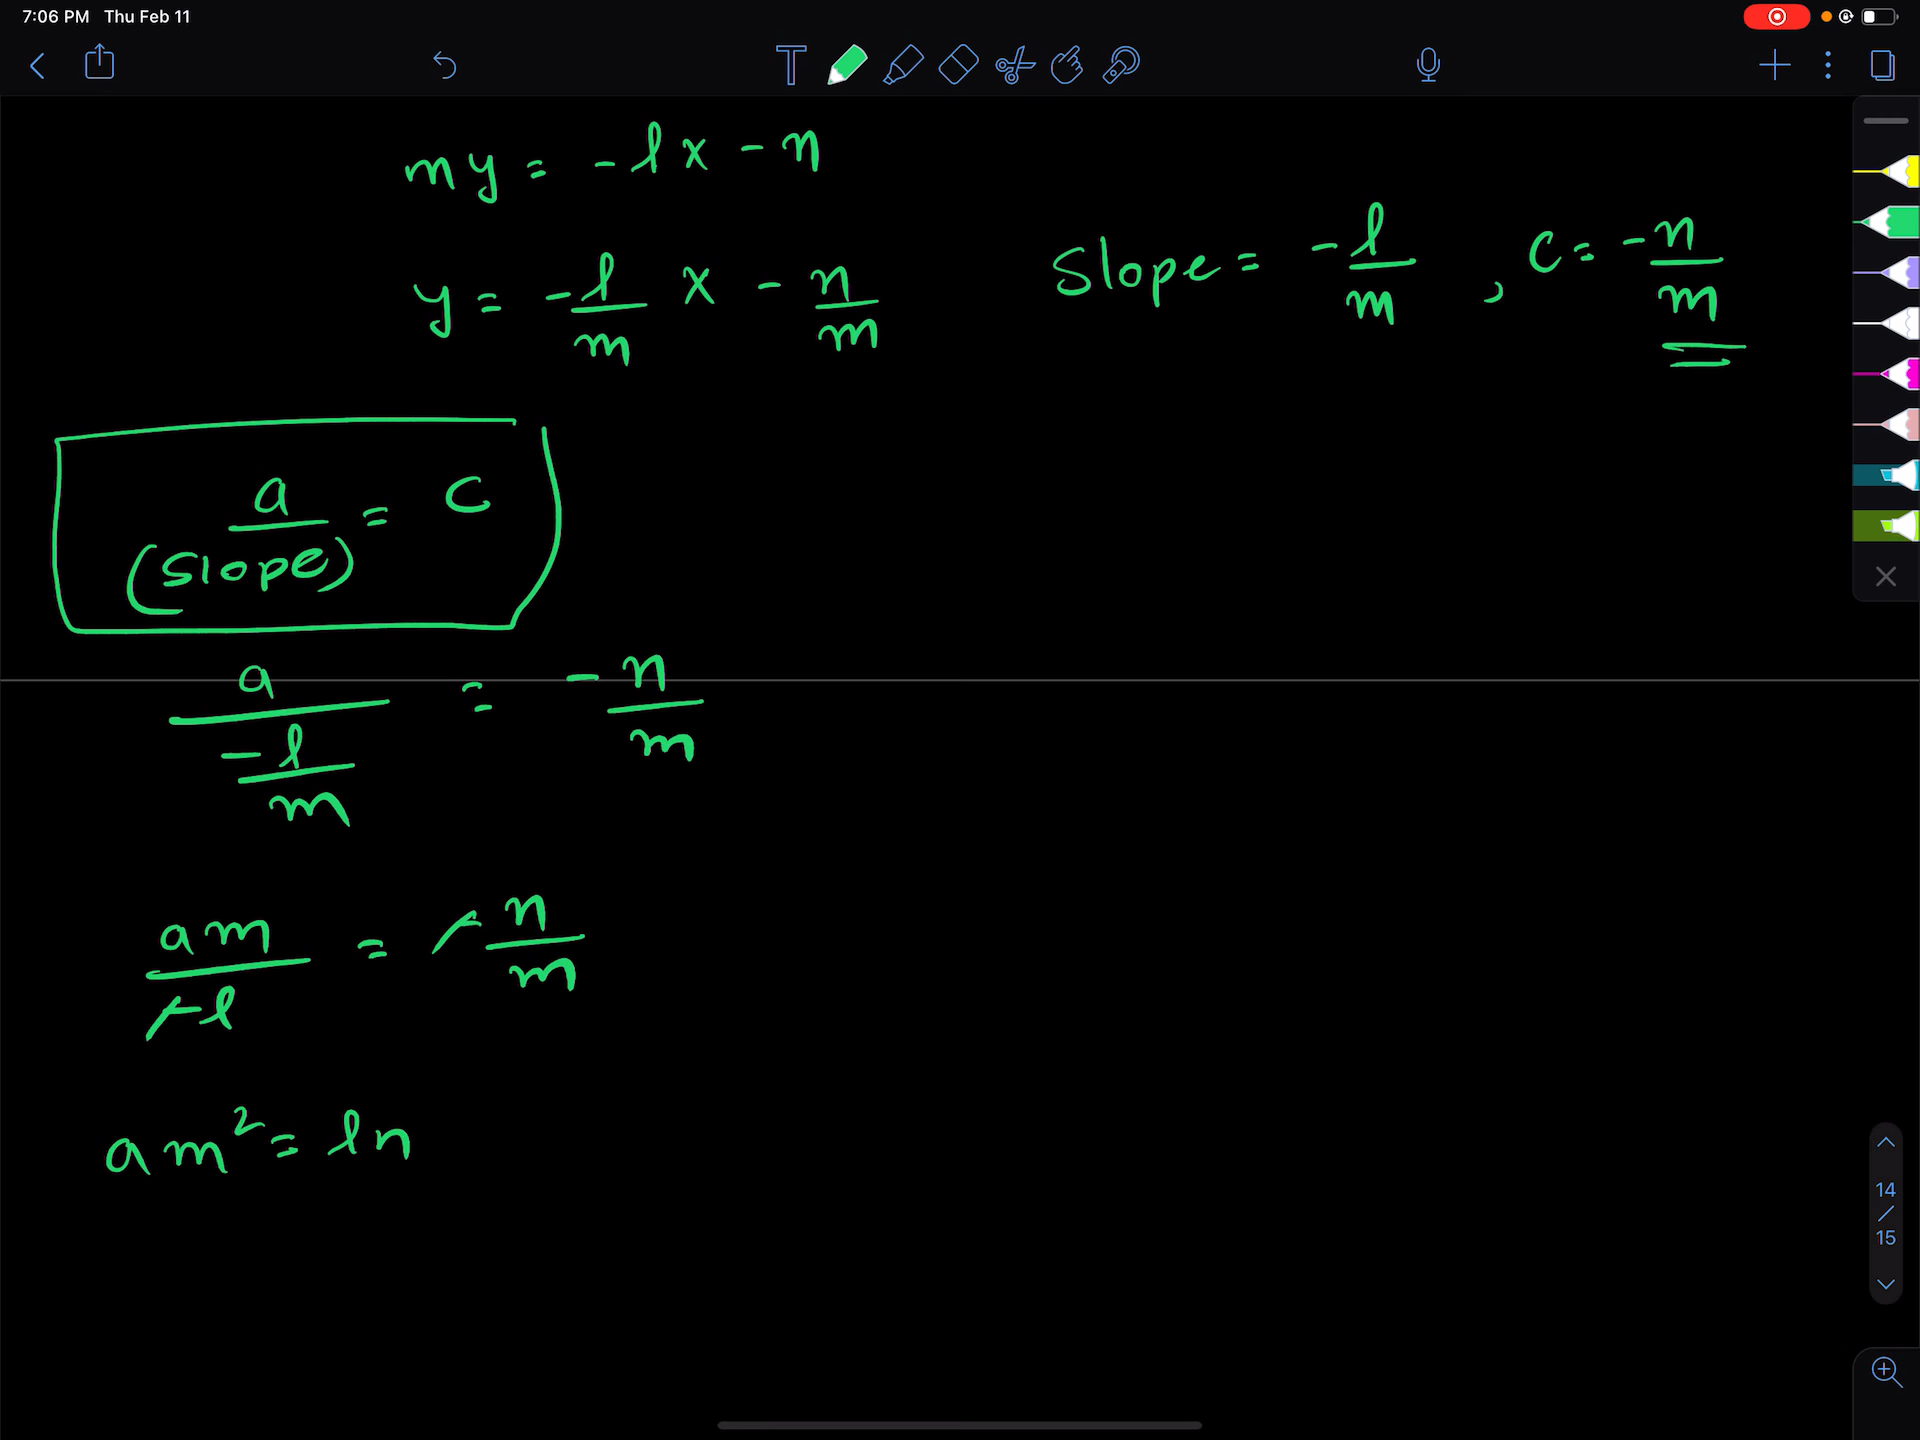 7:06 PM Thu Feb 11
my = -lx - n
y = -l/m x - n/m
Slope = -l/m , C = -n/m
a/(slope) = C
a/(-l/m) = -n/m
am/-l = -n/m
am² = ln
14
/
15